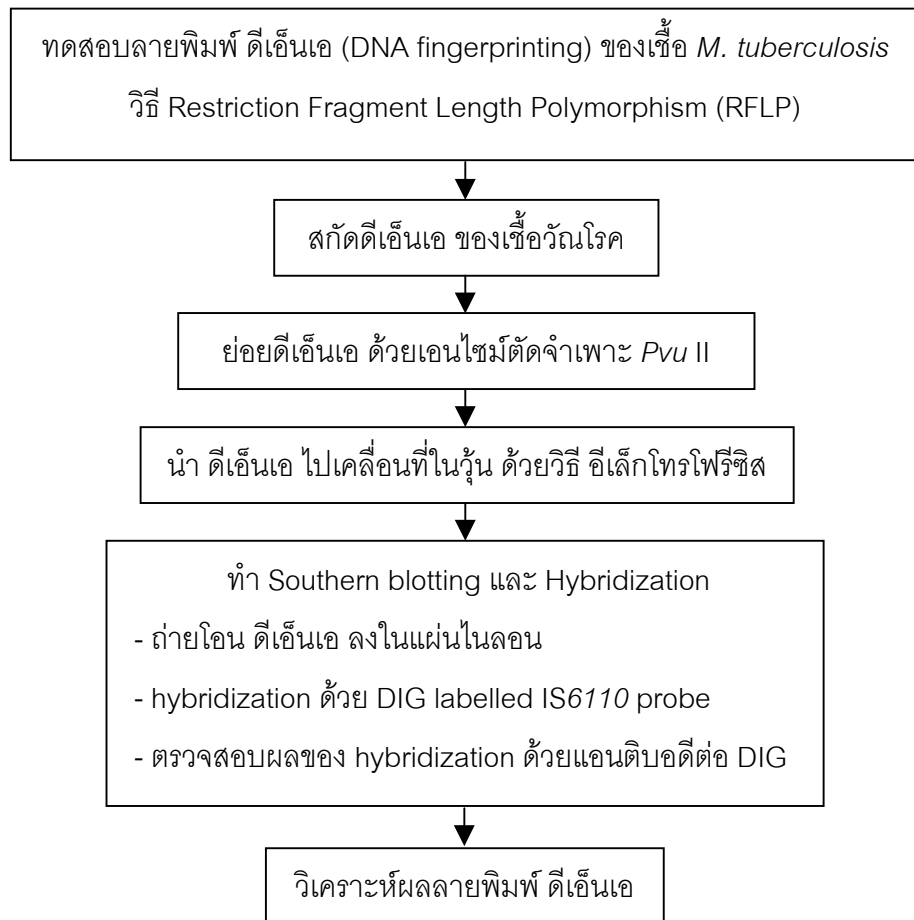 ทดสอบลายพิมพ์ ดีเอ็นเอ (DNA fingerprinting) ของเชื้อ M. tuberculosis
วิธี Restriction Fragment Length Polymorphism (RFLP)
สกัดดีเอ็นเอ ของเชื้อวัณโรค
ย่อยดีเอ็นเอ ด้วยเอนไซม์ตัดจำเพาะ Pvu II
นำ ดีเอ็นเอ ไปเคลื่อนที่ในวุ้น ด้วยวิธี อีเล็กโทรโฟรีซิส
ทำ Southern blotting และ Hybridization
- ถ่ายโอน ดีเอ็นเอ ลงในแผ่นไนลอน
- hybridization ด้วย DIG labelled IS6110 probe
- ตรวจสอบผลของ hybridization ด้วยแอนติบอดีต่อ DIG
วิเคราะห์ผลลายพิมพ์ ดีเอ็นเอ